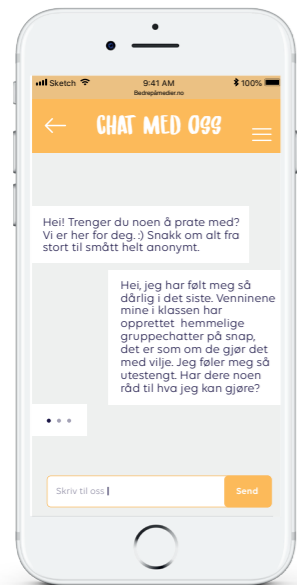 Sketch 9:41 AM 100%
Bedrepåmedier.no
CHAT MED OSS
Hei! Trenger du noen å prate med?
Vi er her for deg. :) Snakk om alt fra
stort til smått helt anonymt.
Hei, jeg har følt meg så
dårlig i det siste. Venninene
mine i klassen har
opprettet hemmelige
gruppechatter på snap,
det er som om de gjør det
med vilje. Jeg føler meg så
utestengt. Har dere noen
råd til hva jeg kan gjøre?
Skriv til oss Send